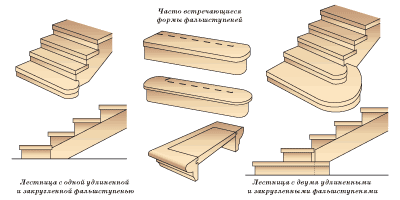 Часто встречающиеся
формы фальшступеней
Лестница с одной удлиненной
и закругленной фальшступенью
Лестница с двумя удлиненными
и закругленными фальшступенями